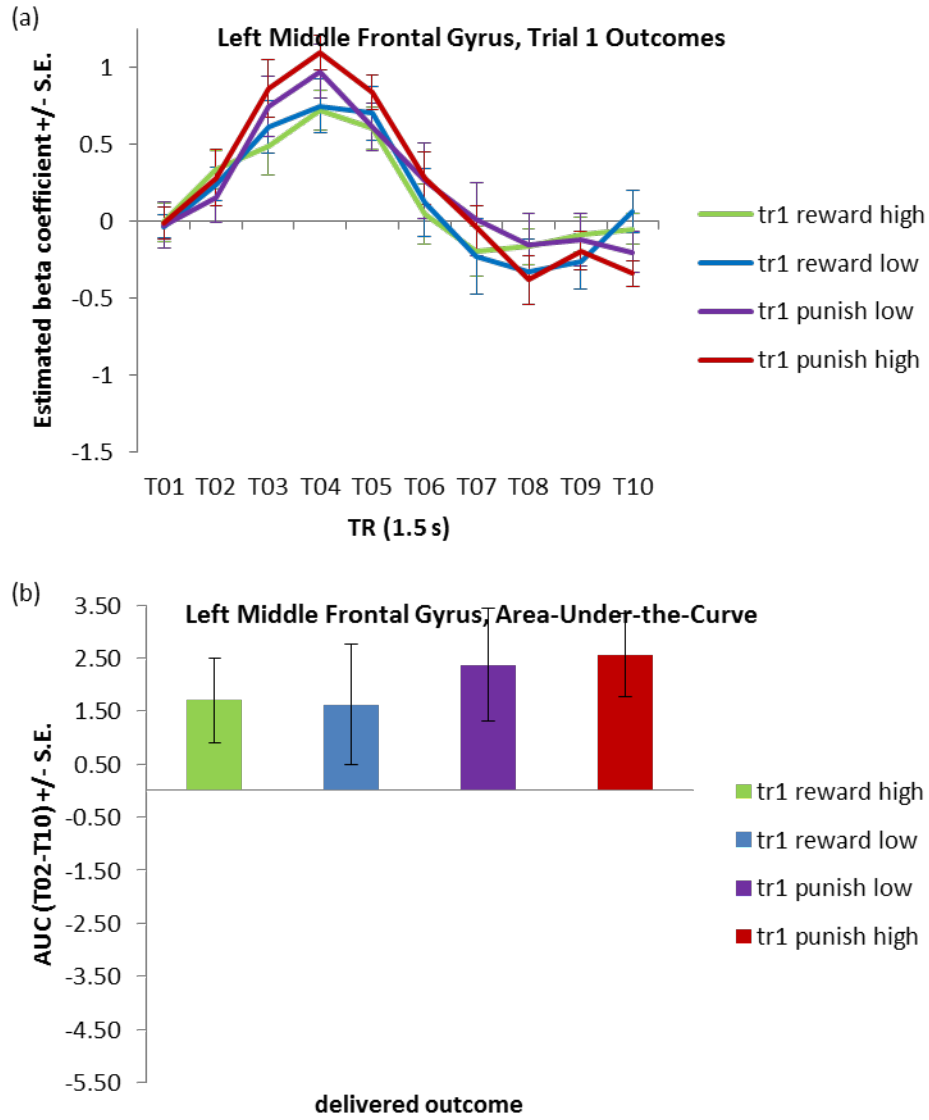 (a)
Left Middle Frontal Gyrus, Trial 1 Outcomes
Estimated beta coefficient +/- S.E.
1
0.5
0
-0.5
-1
-1.5
T01 T02 T03 T04 T05 T06 T07 T08 T09 T10
TR (1.5 s)
tr1 reward high
tr1 reward low
tr1 punish low
tr1 punish high
(b)
Left Middle Frontal Gyrus, Area-Under-the-Curve
AUC (T02-T10) +/- S.E.
3.50
2.50
1.50
0.50
-0.50
-1.50
-2.50
-3.50
-4.50
-5.50
delivered outcome
tr1 reward high
tr1 reward low
tr1 punish low
tr1 punish high